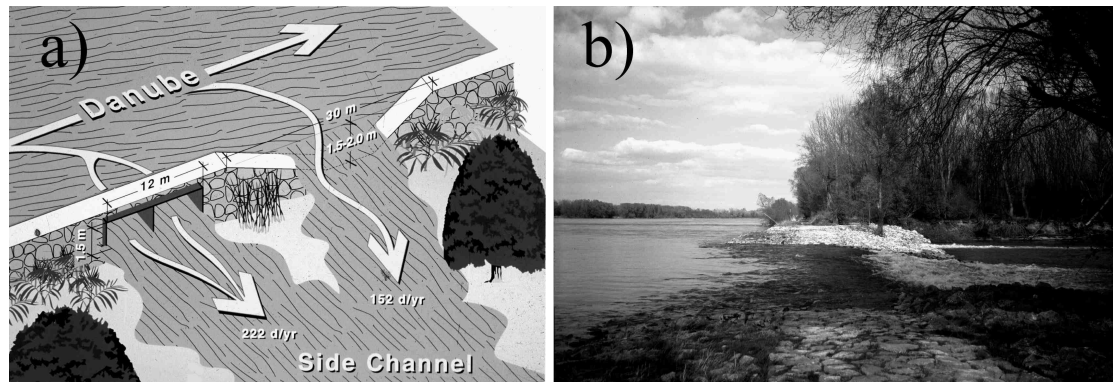 a)
Danube
30 m
1.5-2.0 m
12 m
1.5 m
152 d/yr
222 d/yr
Side Channel
b)